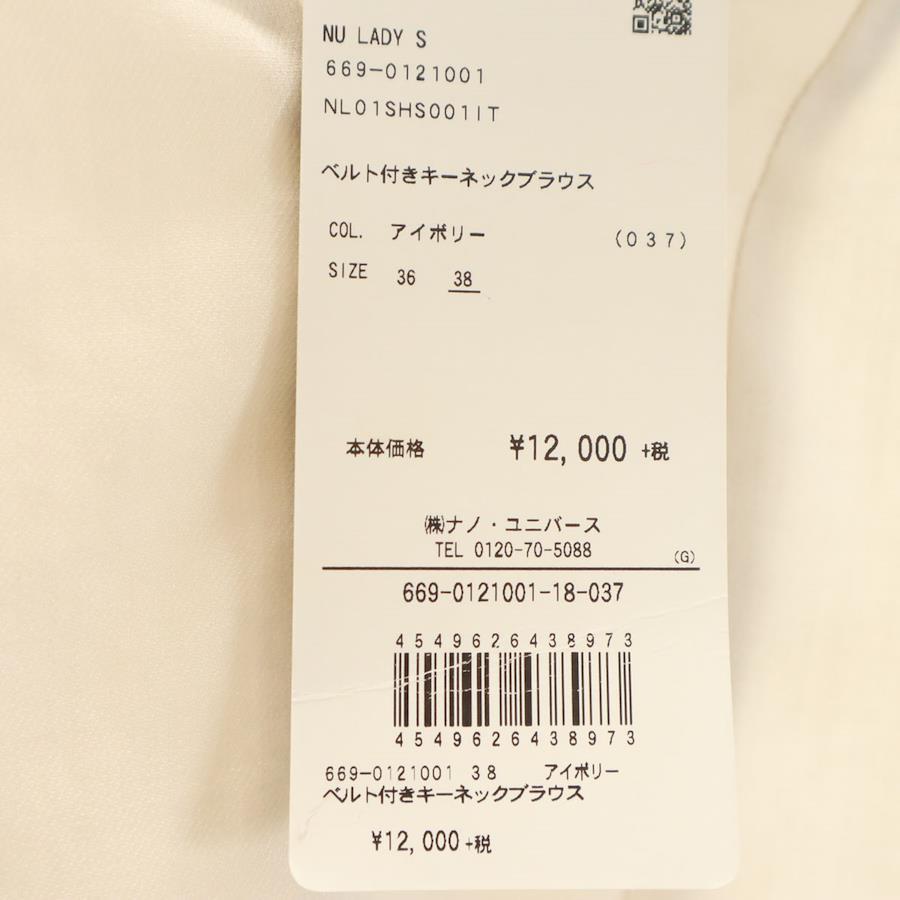 NU LADY S
669-0121001
NL01SHS001IT
ベルト付きキーネックブラウス
COL. アイボリー (037)
SIZE 36 38
本体価格 ¥12,000 +税
㈱ナノ・ユニバース
TEL 0120-70-5088
(G)
669-0121001-18-037
4549626438973
4549626438973
669-0121001 38 アイボリー
ベルト付きキーネックブラウス
¥12,000+税